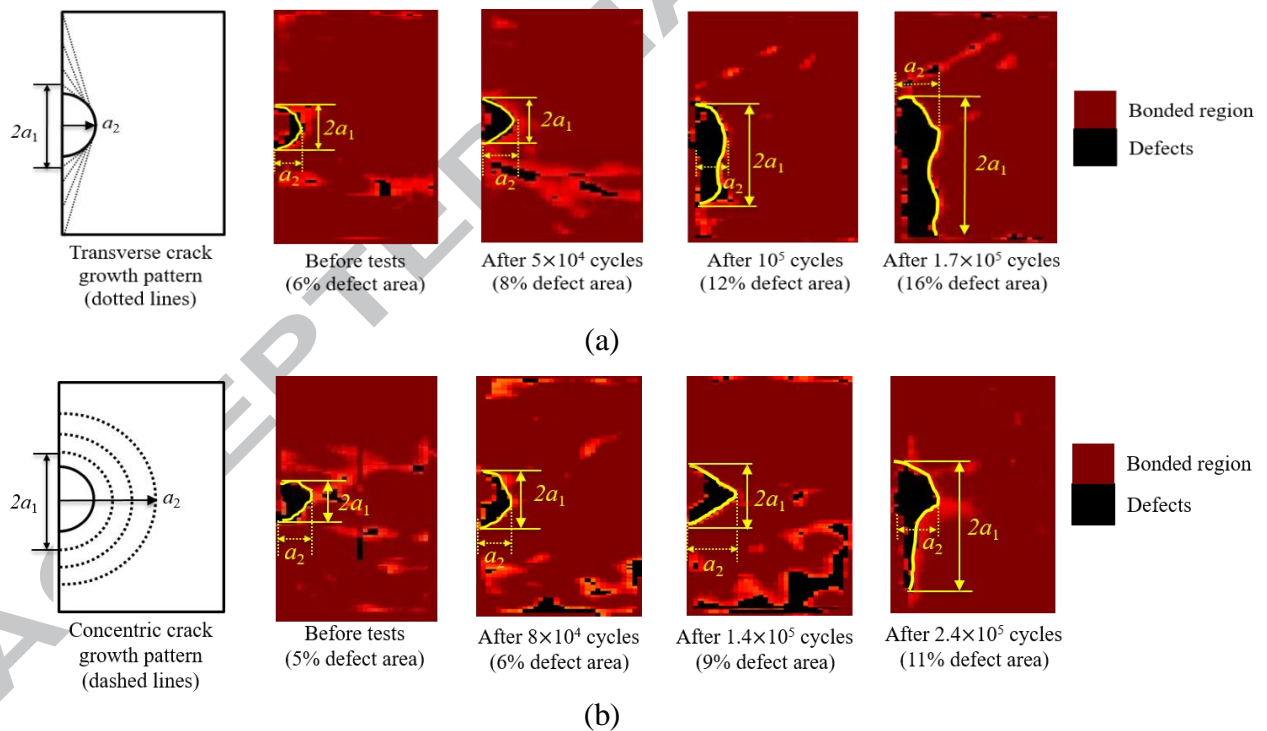 2a1
a2
Transverse crack
growth pattern
(dotted lines)
2a1
a2
Before tests
(6% defect area)
2a1
a2
After 5×10⁴ cycles
(8% defect area)
2a1
a2
After 10⁵ cycles
(12% defect area)
a2
2a1
After 1.7×10⁵ cycles
(16% defect area)
Bonded region
Defects
(a)
2a1
a2
Concentric crack
growth pattern
(dashed lines)
2a1
a2
Before tests
(5% defect area)
2a1
a2
After 8×10⁴ cycles
(6% defect area)
2a1
a2
After 1.4×10⁵ cycles
(9% defect area)
2a1
a2
After 2.4×10⁵ cycles
(11% defect area)
Bonded region
Defects
(b)